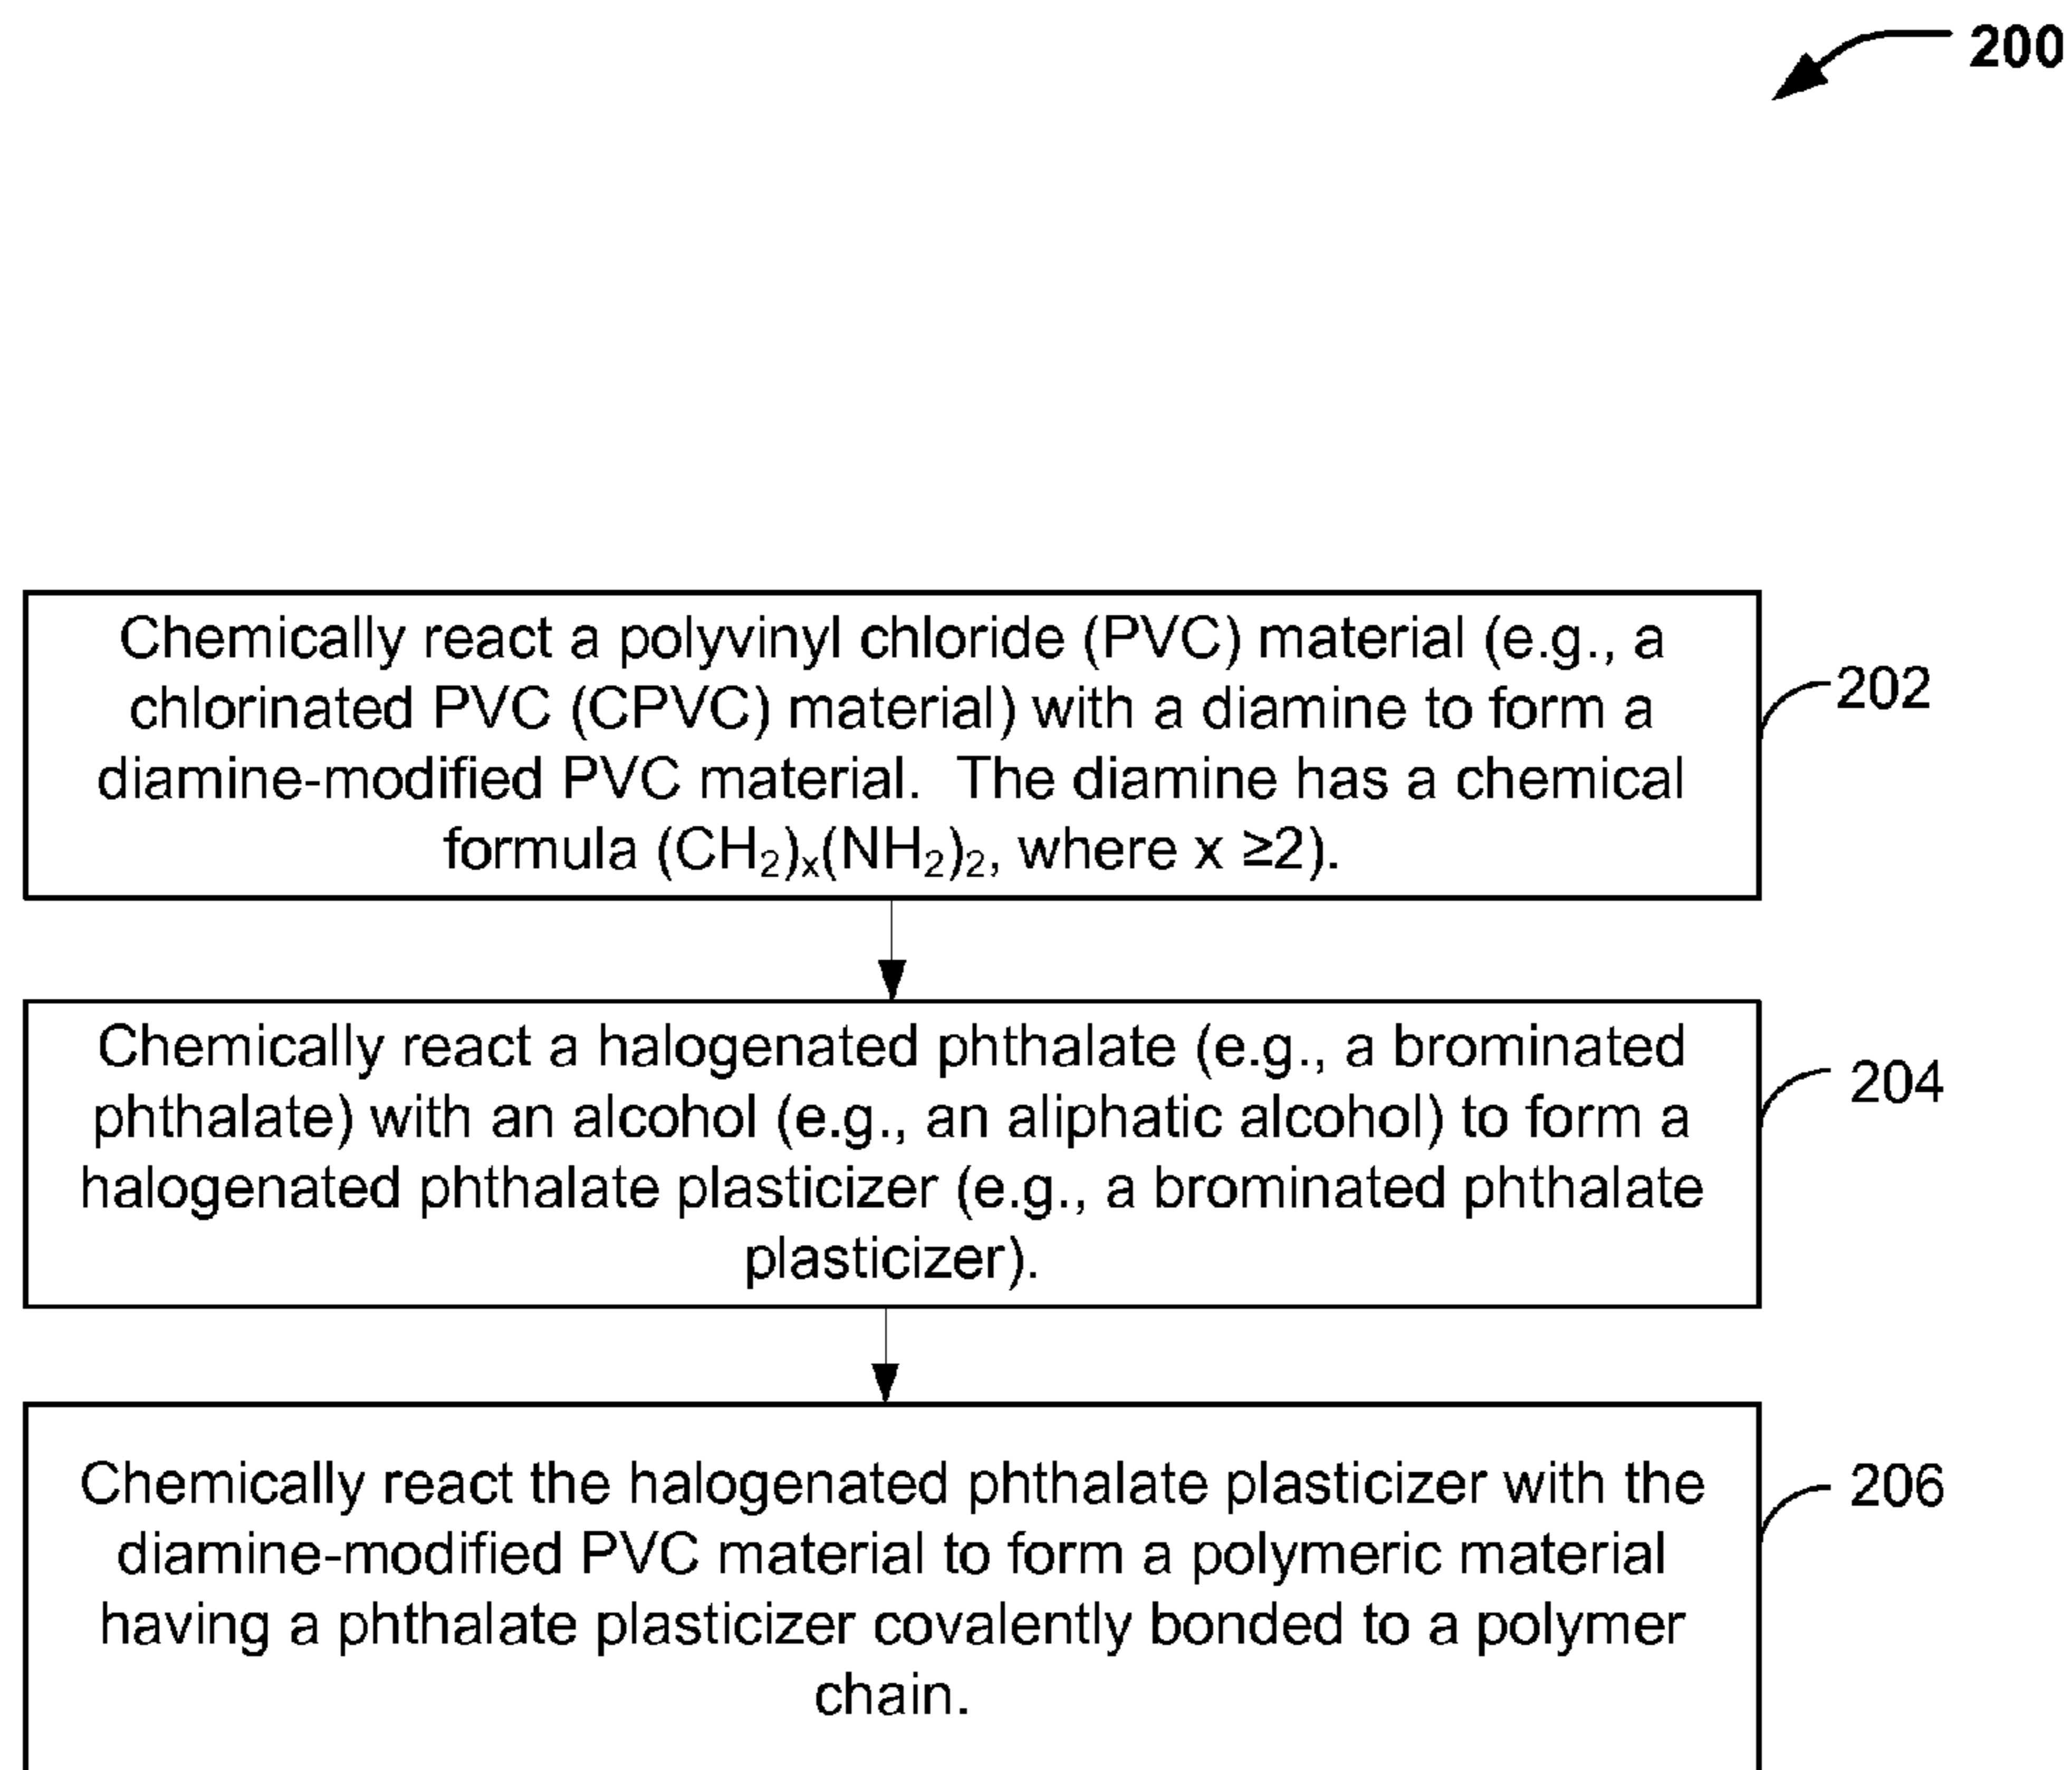 200
Chemically react a polyvinyl chloride (PVC) material (e.g., a
chlorinated PVC (CPVC) material) with a diamine to form a
diamine-modified PVC material.  The diamine has a chemical
formula (CH₂)ₓ(NH₂)₂, where x ≥2).
202
Chemically react a halogenated phthalate (e.g., a brominated
phthalate) with an alcohol (e.g., an aliphatic alcohol) to form a
halogenated phthalate plasticizer (e.g., a brominated phthalate
plasticizer).
204
Chemically react the halogenated phthalate plasticizer with the
diamine-modified PVC material to form a polymeric material
having a phthalate plasticizer covalently bonded to a polymer
chain.
206